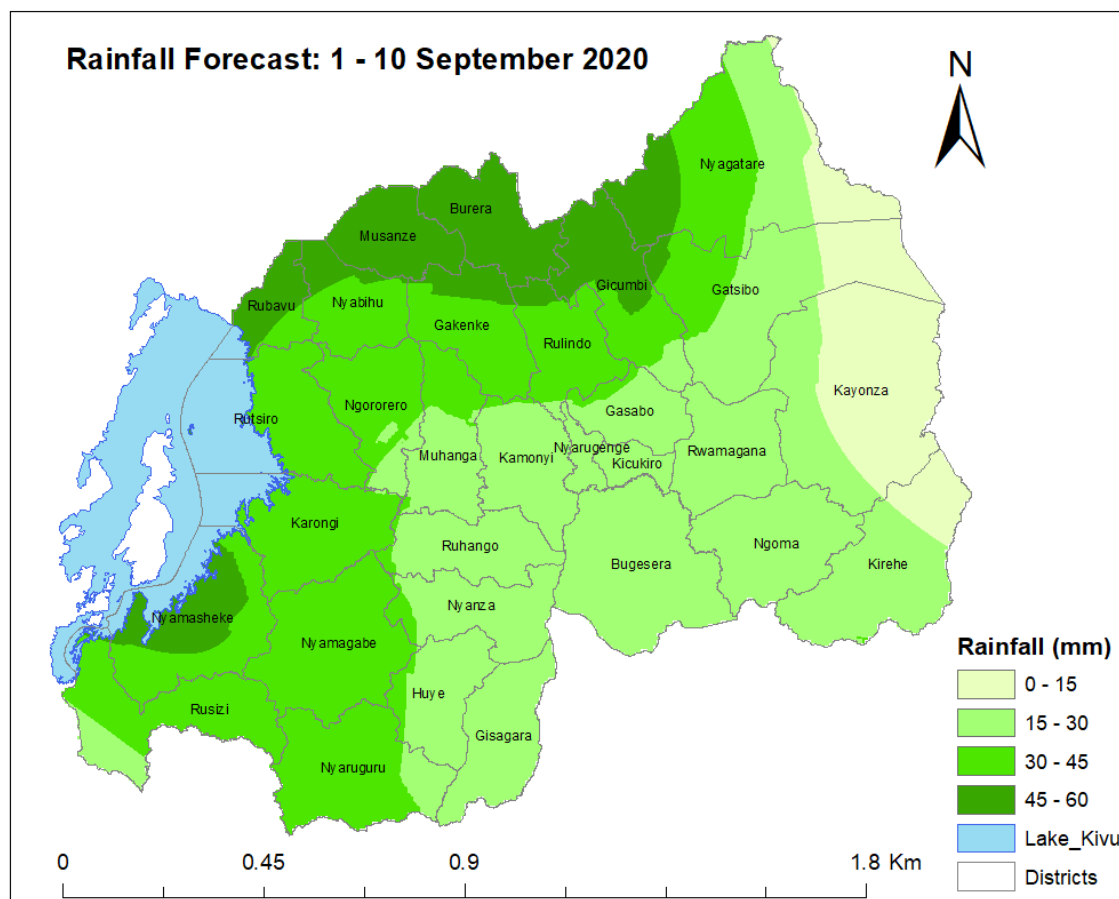 Rainfall Forecast: 1 - 10 September 2020
N
Nyagatare
Burera
Musanze
Gicumbi
Gatsibo
Rubavu
Nyabihu
Gakenke
Rulindo
Kayonza
Ngororero
Gasabo
Rutsiro
Nyarugenge
Muhanga
Kamonyi
Kicukiro
Rwamagana
Karongi
Ruhango
Ngoma
Bugesera
Kirehe
Nyanza
Nyamasheke
Nyamagabe
Huye
Rusizi
Gisagara
Nyaruguru
Rainfall (mm)
0 - 15
15 - 30
30 - 45
45 - 60
Lake_Kivu
Districts
0 0.45 0.9 1.8 Km